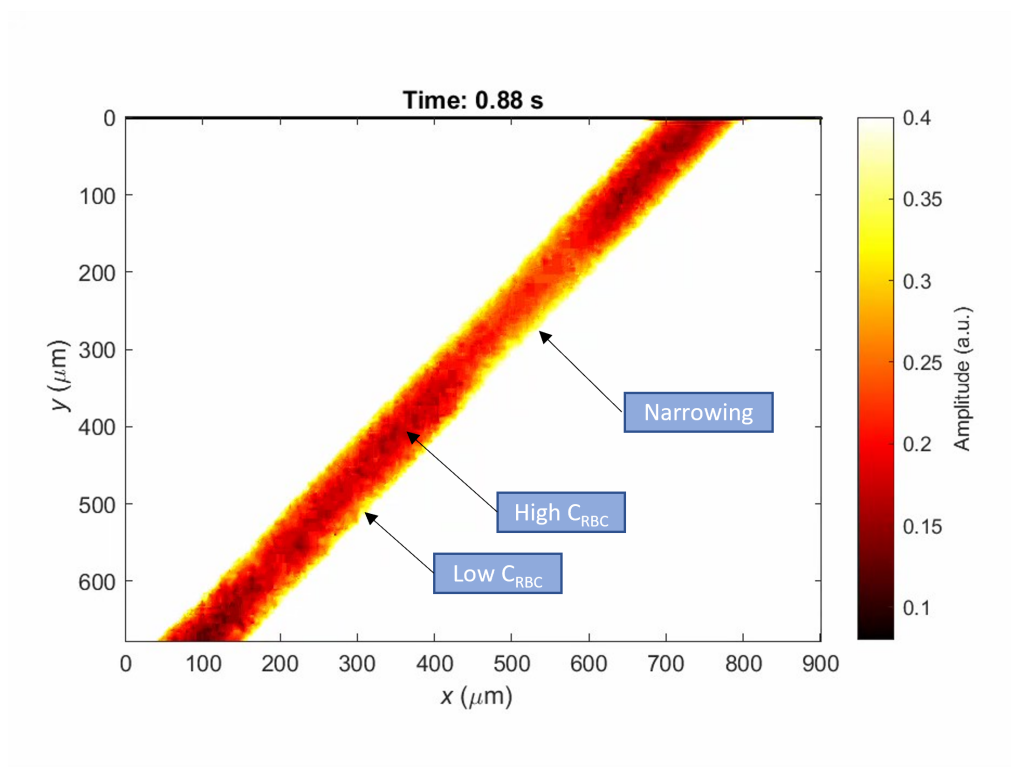 Time: 0.88 s
0
100
200
300
400
500
600
y (μm)
0 100 200 300 400 500 600 700 800 900
x (μm)
Narrowing
High C_RBC
Low C_RBC
0.4
0.35
0.3
0.25
0.2
0.15
0.1
Amplitude (a.u.)